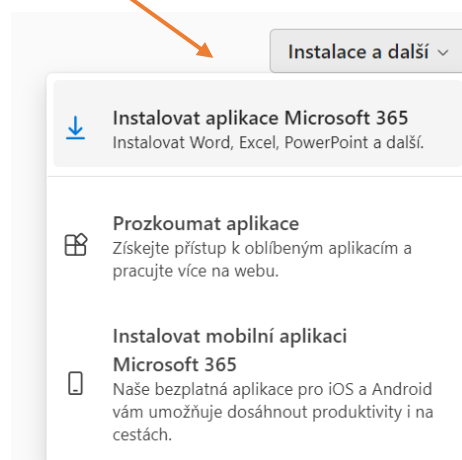 Instalace a další
Instalovat aplikace Microsoft 365
Instalovat Word, Excel, PowerPoint a další.
Prozkoumat aplikace
Získejte přístup k oblíbeným aplikacím a
pracujte více na webu.
Instalovat mobilní aplikaci
Microsoft 365
Naše bezplatná aplikace pro iOS a Android
vám umožňuje dosáhnout produktivity i na
cestách.